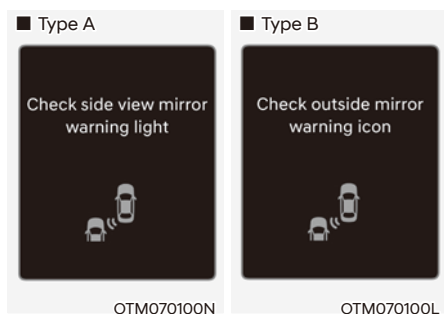 ■ Type A
Check side view mirror
warning light
OTM070100N
■ Type B
Check outside mirror
warning icon
OTM070100L